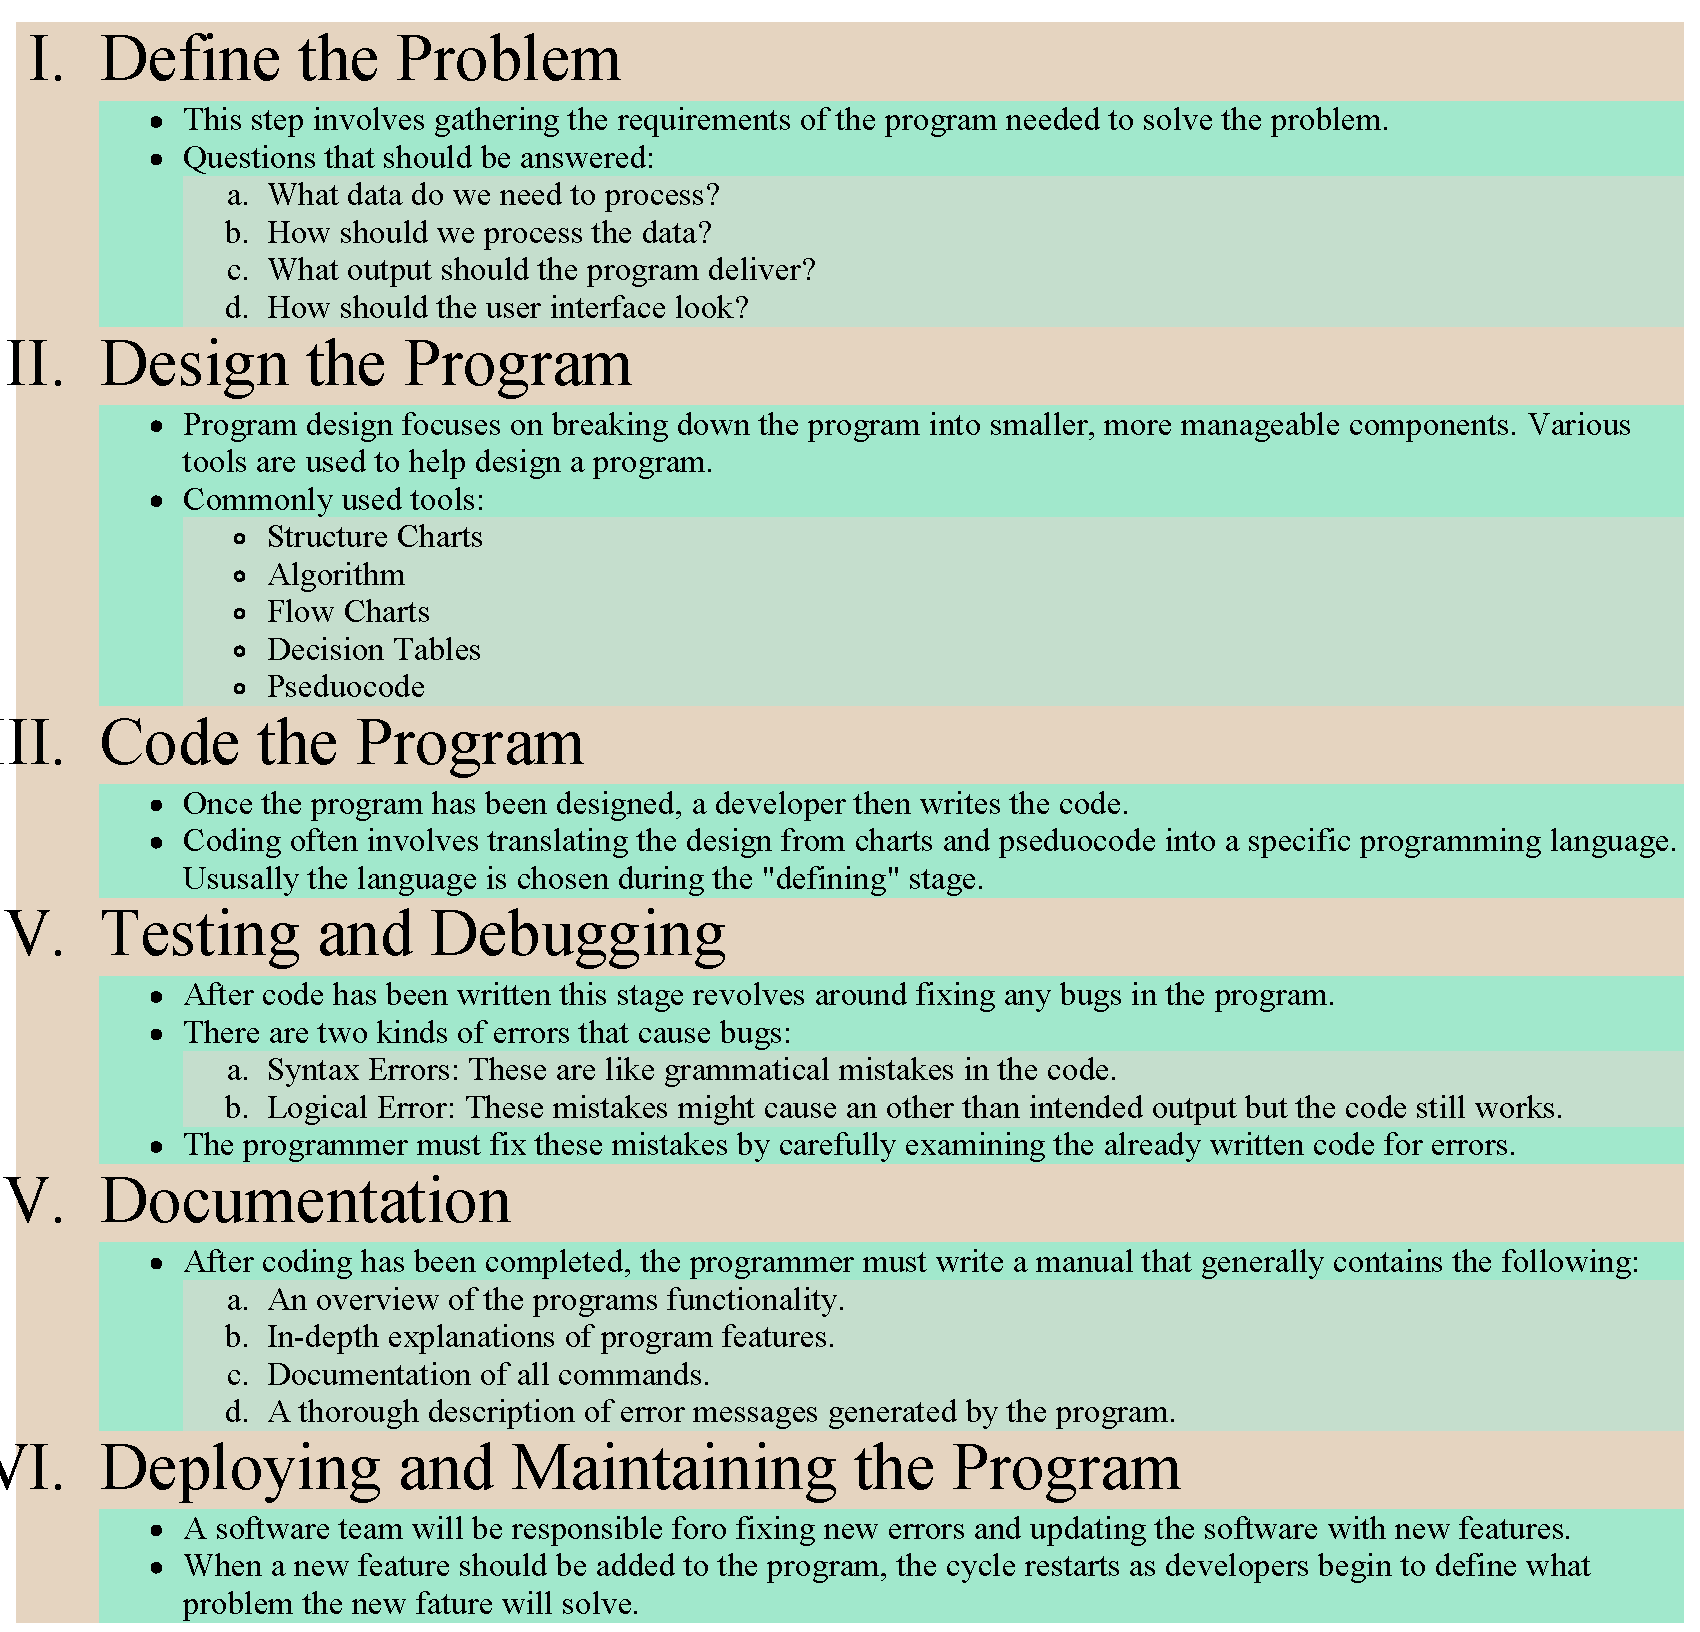 I. Define the Problem
• This step involves gathering the requirements of the program needed to solve the problem.
• Questions that should be answered:
a. What data do we need to process?
b. How should we process the data?
c. What output should the program deliver?
d. How should the user interface look?
II. Design the Program
• Program design focuses on breaking down the program into smaller, more manageable components. Various
tools are used to help design a program.
• Commonly used tools:
o Structure Charts
o Algorithm
o Flow Charts
o Decision Tables
o Pseduocode
II. Code the Program
• Once the program has been designed, a developer then writes the code.
• Coding often involves translating the design from charts and pseduocode into a specific programming language.
Ususally the language is chosen during the "defining" stage.
V. Testing and Debugging
• After code has been written this stage revolves around fixing any bugs in the program.
• There are two kinds of errors that cause bugs:
a. Syntax Errors: These are like grammatical mistakes in the code.
b. Logical Error: These mistakes might cause an other than intended output but the code still works.
• The programmer must fix these mistakes by carefully examining the already written code for errors.
V. Documentation
• After coding has been completed, the programmer must write a manual that generally contains the following:
a. An overview of the programs functionality.
b. In-depth explanations of program features.
c. Documentation of all commands.
d. A thorough description of error messages generated by the program.
VI. Deploying and Maintaining the Program
• A software team will be responsible foro fixing new errors and updating the software with new features.
• When a new feature should be added to the program, the cycle restarts as developers begin to define what
problem the new fature will solve.